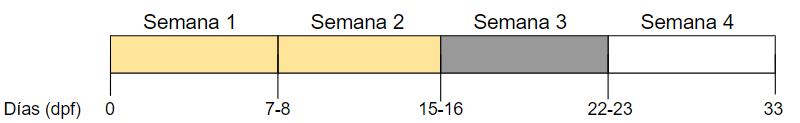 Semana 1 Semana 2 Semana 3 Semana 4
Días (dpf) 0 7-8 15-16 22-23 33